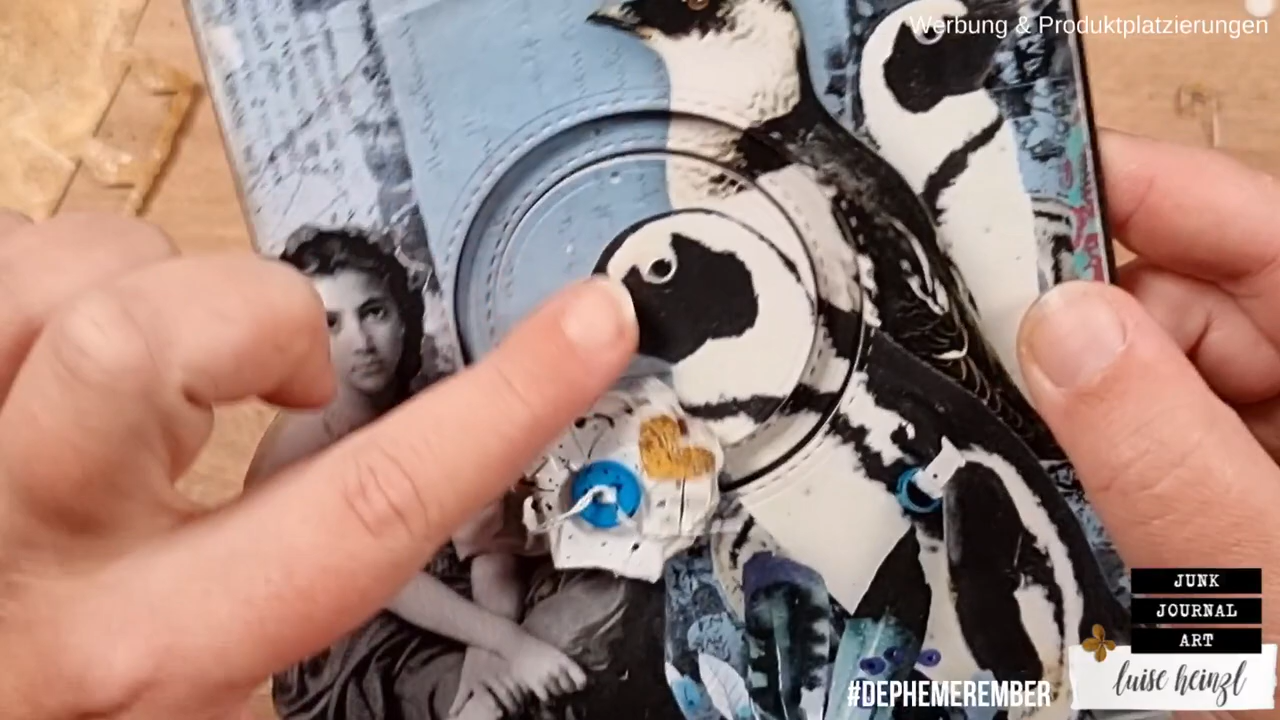 Werbung & Produktplatzierungen
JUNK
JOURNAL
ART
luise heinzl
#DEPHEMEREMBER